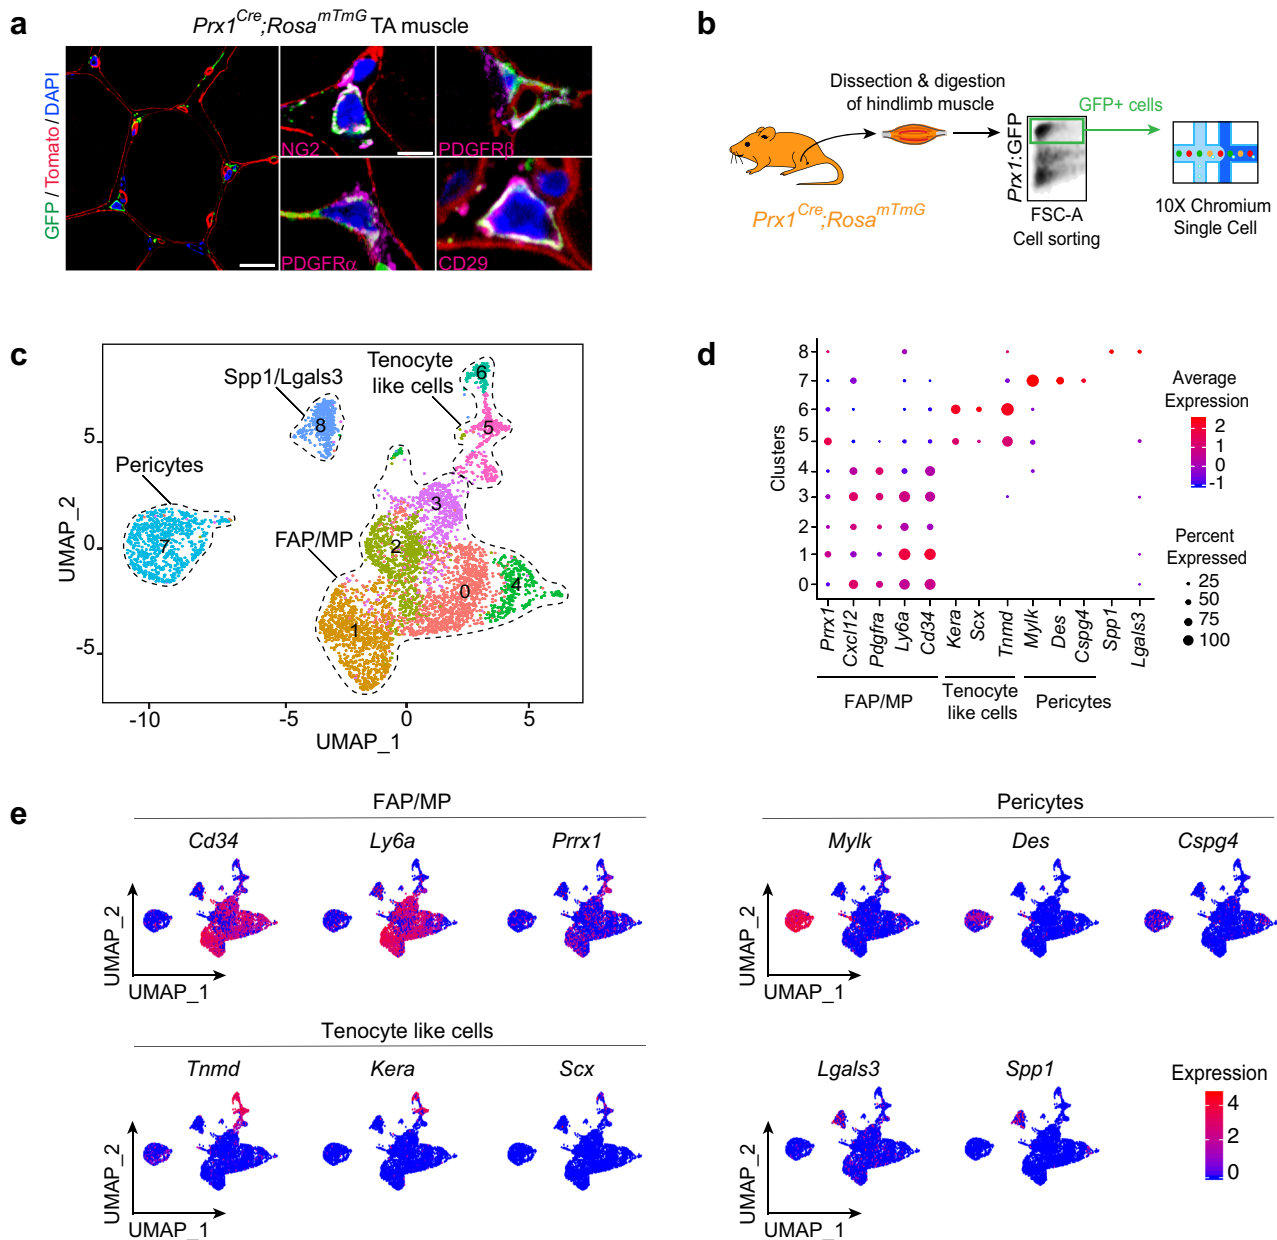 a
Prx1Cre;RosamTmG TA muscle
GFP / Tomato / DAPI
NG2
PDGFRβ
PDGFRα
CD29
b
Dissection & digestion
of hindlimb muscle
GFP+ cells
Prx1:GFP
Prx1Cre;RosamTmG
FSC-A
Cell sorting
10X Chromium
Single Cell
c
Spp1/Lgals3
Tenocyte
like cells
Pericytes
FAP/MP
6
8
5
3
7
2
0
4
1
UMAP_2
5
0
-5
-10
-5
0
5
UMAP_1
d
Clusters
8
7
6
5
4
3
2
1
0
Prrx1
Cxcl12
Pdgfra
Ly6a
Cd34
Kera
Scx
Tnmd
Mylk
Des
Cspg4
Spp1
Lgals3
FAP/MP
Tenocyte
like cells
Pericytes
Average
Expression
2
1
0
-1
Percent
Expressed
25
50
75
100
e
FAP/MP
Cd34
Ly6a
Prrx1
UMAP_2
UMAP_1
Pericytes
Mylk
Des
Cspg4
UMAP_2
UMAP_1
Tenocyte like cells
Tnmd
Kera
Scx
UMAP_2
UMAP_1
Lgals3
Spp1
UMAP_2
UMAP_1
Expression
4
2
0